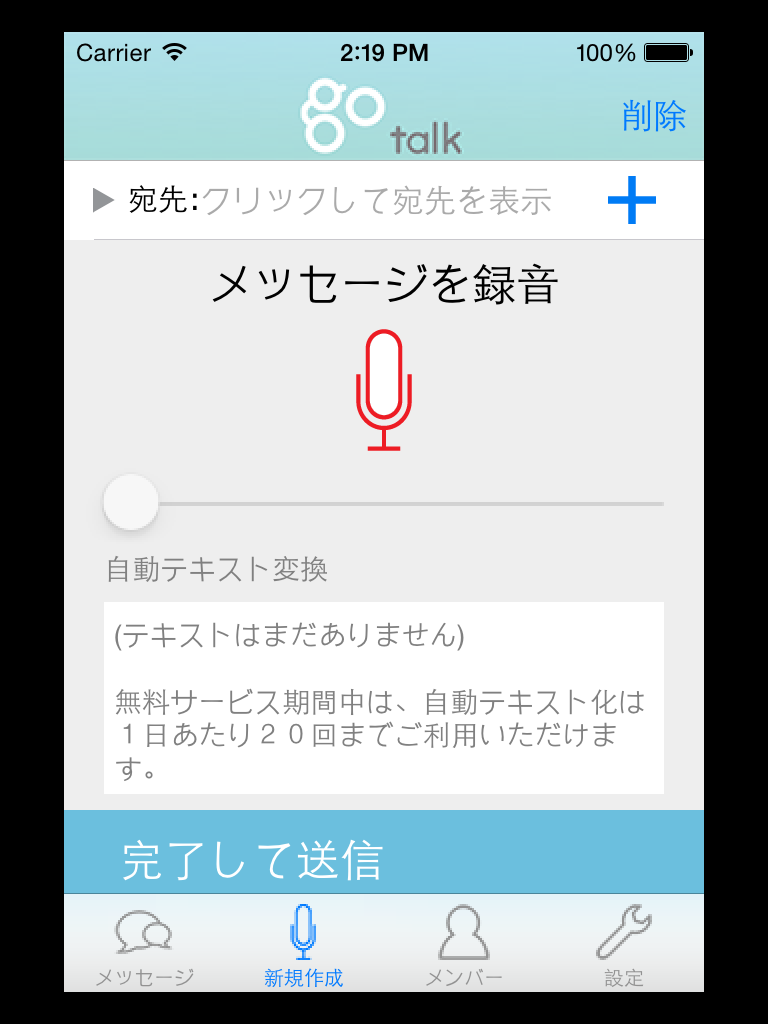 Carrier 2:19 PM 100%
go talk
削除
宛先:クリックして宛先を表示
メッセージを録音
自動テキスト変換
(テキストはまだありません)
無料サービス期間中は、自動テキスト化は
１日あたり２０回までご利用いただけま
す。
完了して送信
メッセージ 新規作成 メンバー 設定